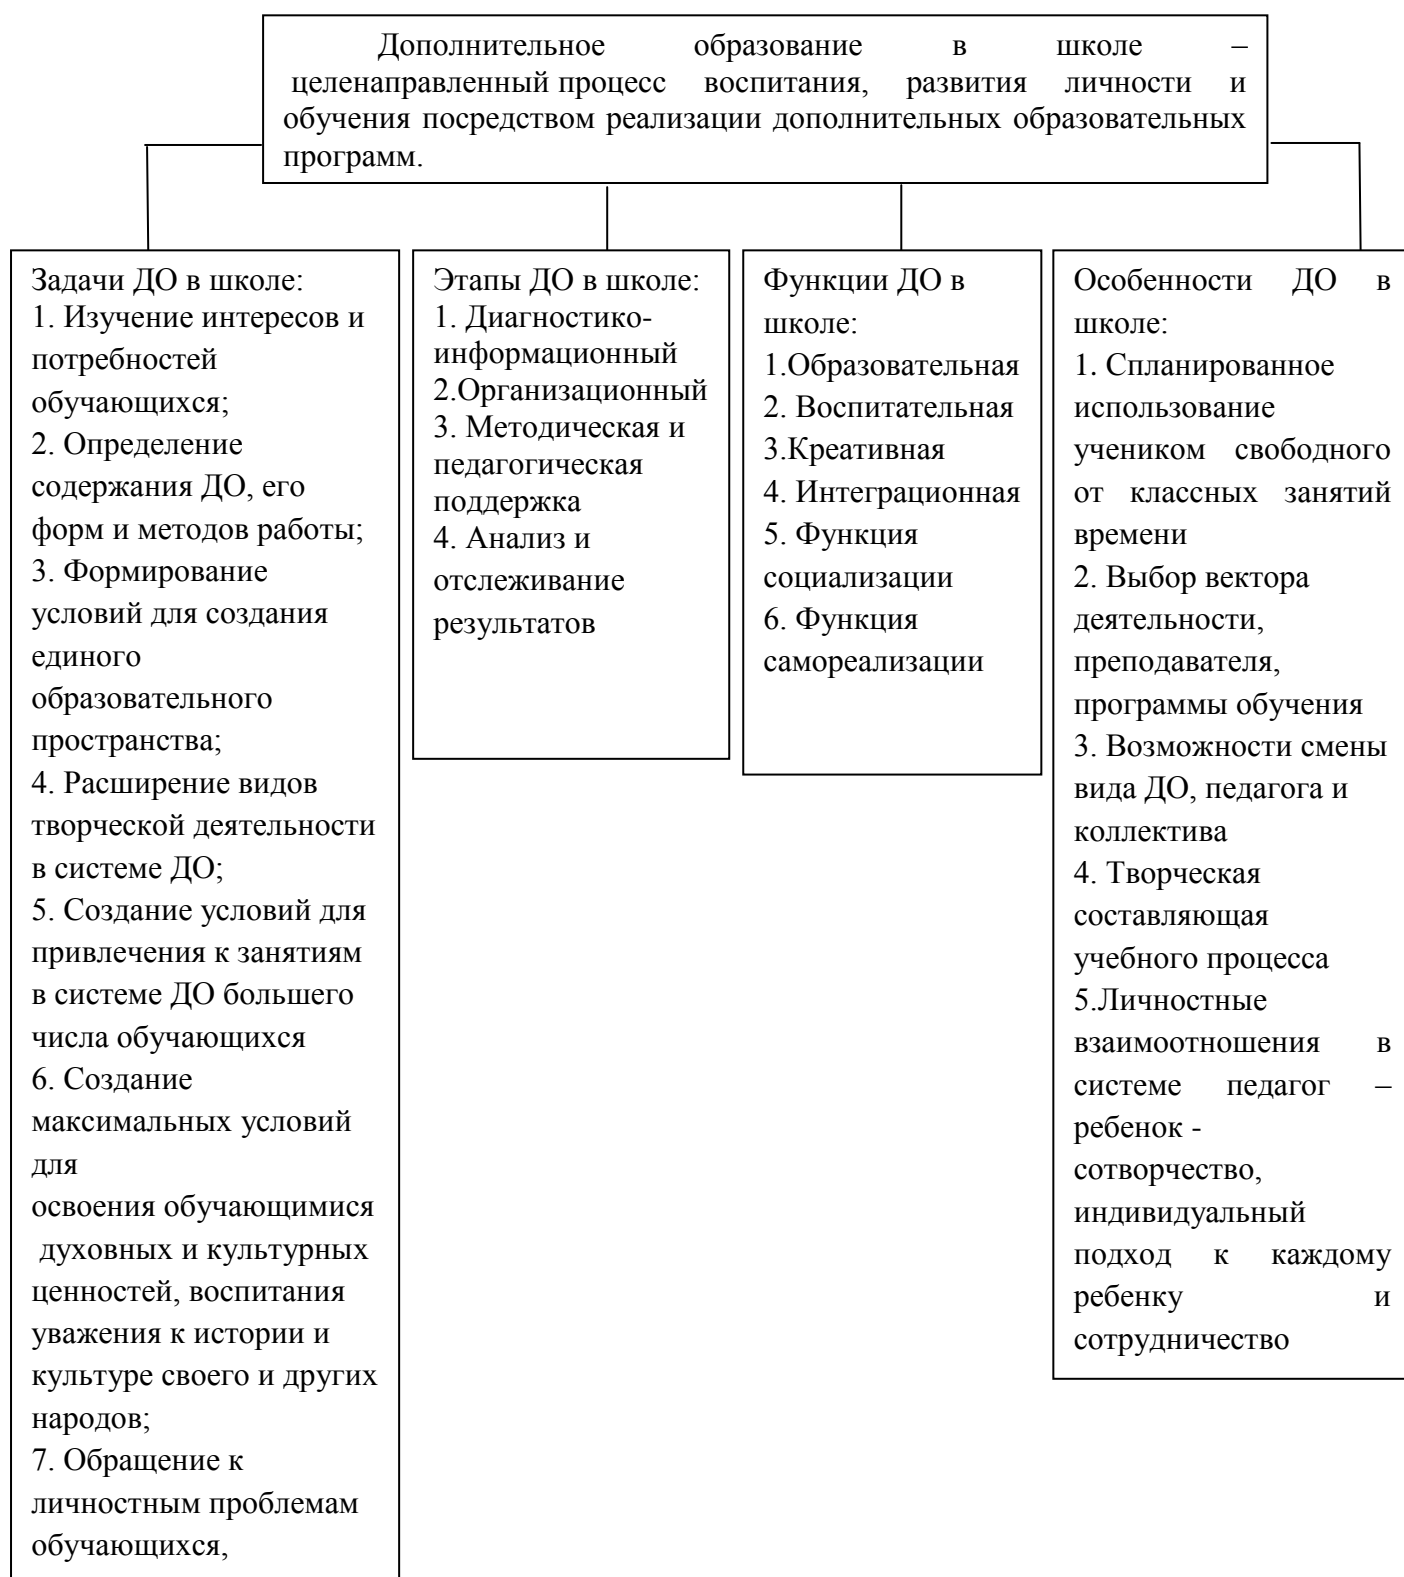 Дополнительное образование в школе –
целенаправленный процесс воспитания, развития личности и
обучения посредством реализации дополнительных образовательных
программ.
Задачи ДО в школе:
1. Изучение интересов и
потребностей
обучающихся;
2. Определение
содержания ДО, его
форм и методов работы;
3. Формирование
условий для создания
единого
образовательного
пространства;
4. Расширение видов
творческой деятельности
в системе ДО;
5. Создание условий для
привлечения к занятиям
в системе ДО большего
числа обучающихся
6. Создание
максимальных условий
для
освоения обучающимися
духовных и культурных
ценностей, воспитания
уважения к истории и
культуре своего и других
народов;
7. Обращение к
личностным проблемам
обучающихся,
Этапы ДО в школе:
1. Диагностико-
информационный
2.Организационный
3. Методическая и
педагогическая
поддержка
4. Анализ и
отслеживание
результатов
Функции ДО в
школе:
1.Образовательная
2. Воспитательная
3.Креативная
4. Интеграционная
5. Функция
социализации
6. Функция
самореализации
Особенности ДО в
школе:
1. Спланированное
использование
учеником свободного
от классных занятий
времени
2. Выбор вектора
деятельности,
преподавателя,
программы обучения
3. Возможности смены
вида ДО, педагога и
коллектива
4. Творческая
составляющая
учебного процесса
5.Личностные
взаимоотношения в
системе педагог –
ребенок -
сотворчество,
индивидуальный
подход к каждому
ребенку и
сотрудничество